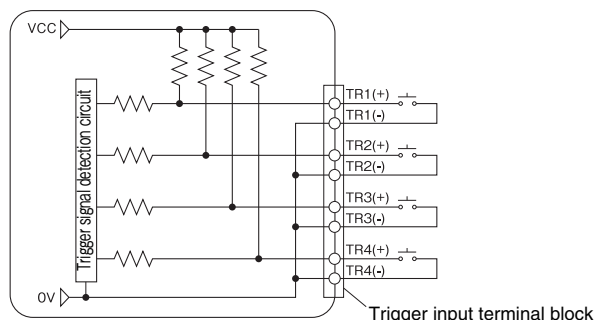 VCC
Trigger signal detection circuit
TR1(+)
TR1(-)
TR2(+)
TR2(-)
TR3(+)
TR3(-)
TR4(+)
TR4(-)
0V
Trigger input terminal block